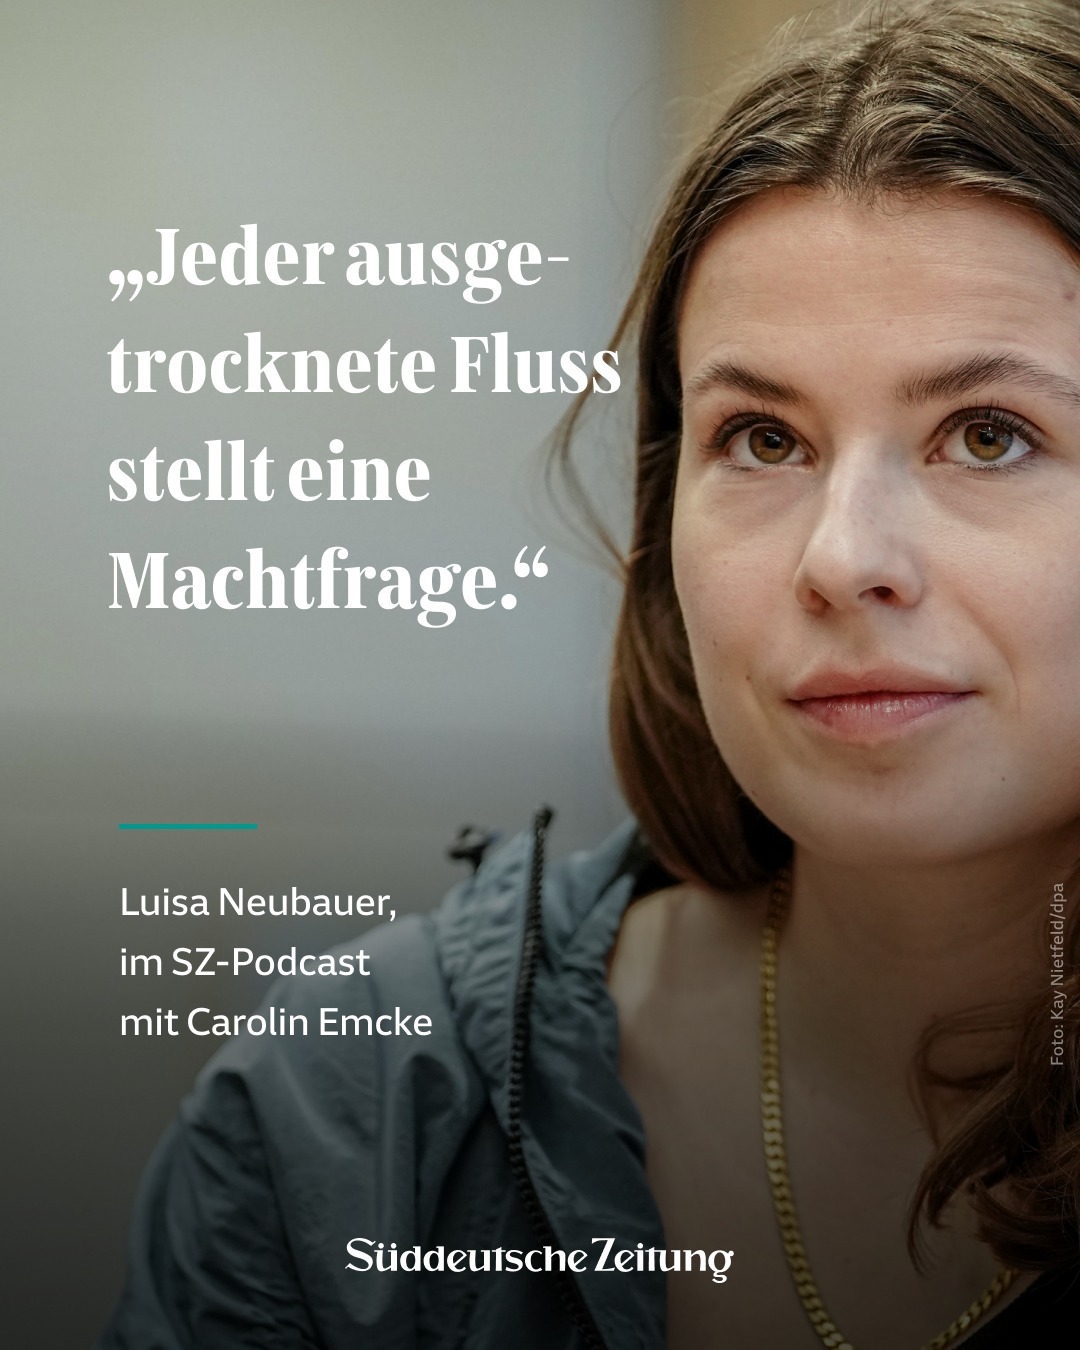 „Jeder ausge-
trocknete Fluss
stellt eine
Machtfrage.“
Luisa Neubauer,
im SZ-Podcast
mit Carolin Emcke
Foto: Kay Nietfeld/dpa
Süddeutsche Zeitung